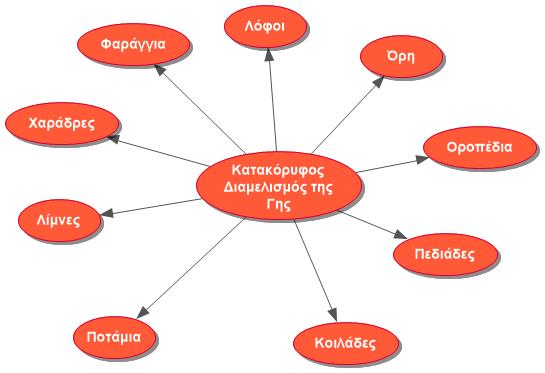 Λόφοι
Φαράγγια
Όρη
Χαράδρες
Οροπέδια
Κατακόρυφος
Διαμελισμός της
Γης
Λίμνες
Πεδιάδες
Ποτάμια
Κοιλάδες